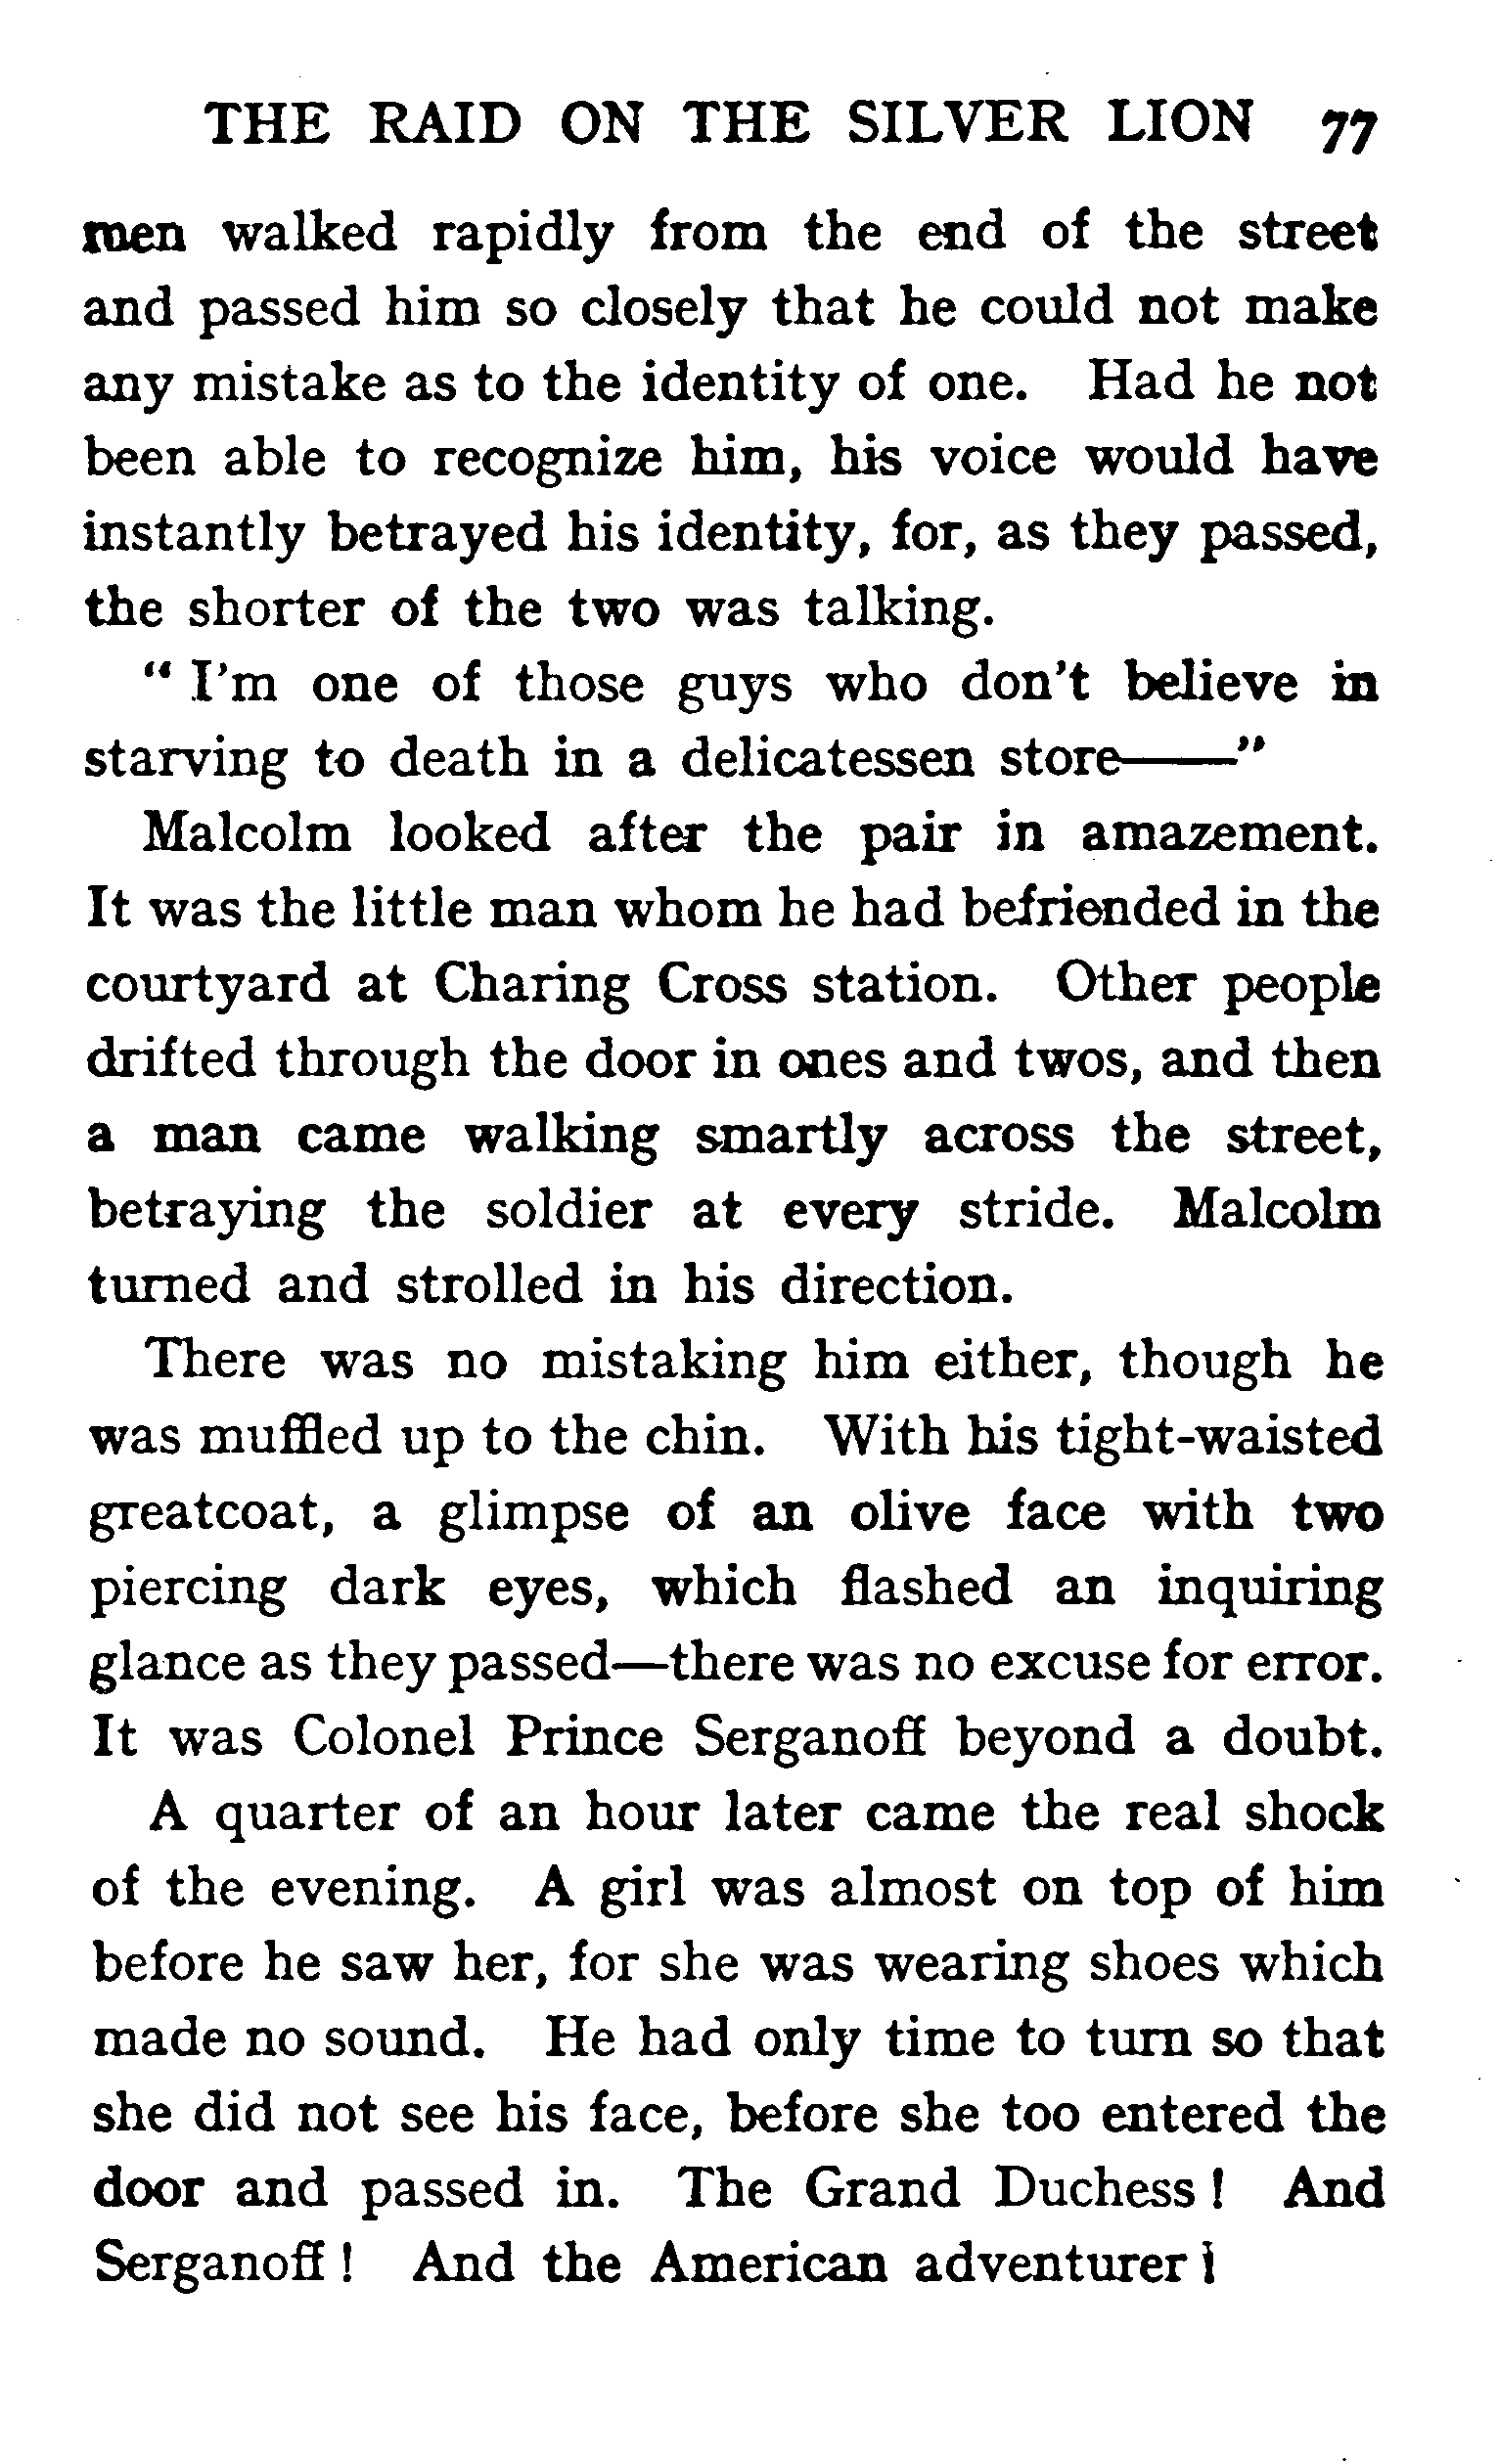 THE RAID ON THE SILVER LION 77
men walked rapidly from the end of the street
and passed him so closely that he could not make
any mistake as to the identity of one. Had he not
been able to recognize him, his voice would have
instantly betrayed his identity, for, as they passed,
the shorter of the two was talking.
“ I'm one of those guys who don't believe in
starving to death in a delicatessen store——”
Malcolm looked after the pair in amazement.
It was the little man whom he had befriended in the
courtyard at Charing Cross station. Other people
drifted through the door in ones and twos, and then
a man came walking smartly across the street,
betraying the soldier at every stride. Malcolm
turned and strolled in his direction.
There was no mistaking him either, though he
was muffled up to the chin. With his tight-waisted
greatcoat, a glimpse of an olive face with two
piercing dark eyes, which flashed an inquiring
glance as they passed—there was no excuse for error.
It was Colonel Prince Serganoff beyond a doubt.
A quarter of an hour later came the real shock
of the evening. A girl was almost on top of him
before he saw her, for she was wearing shoes which
made no sound. He had only time to turn so that
she did not see his face, before she too entered the
door and passed in. The Grand Duchess ! And
Serganoff ! And the American adventurer !